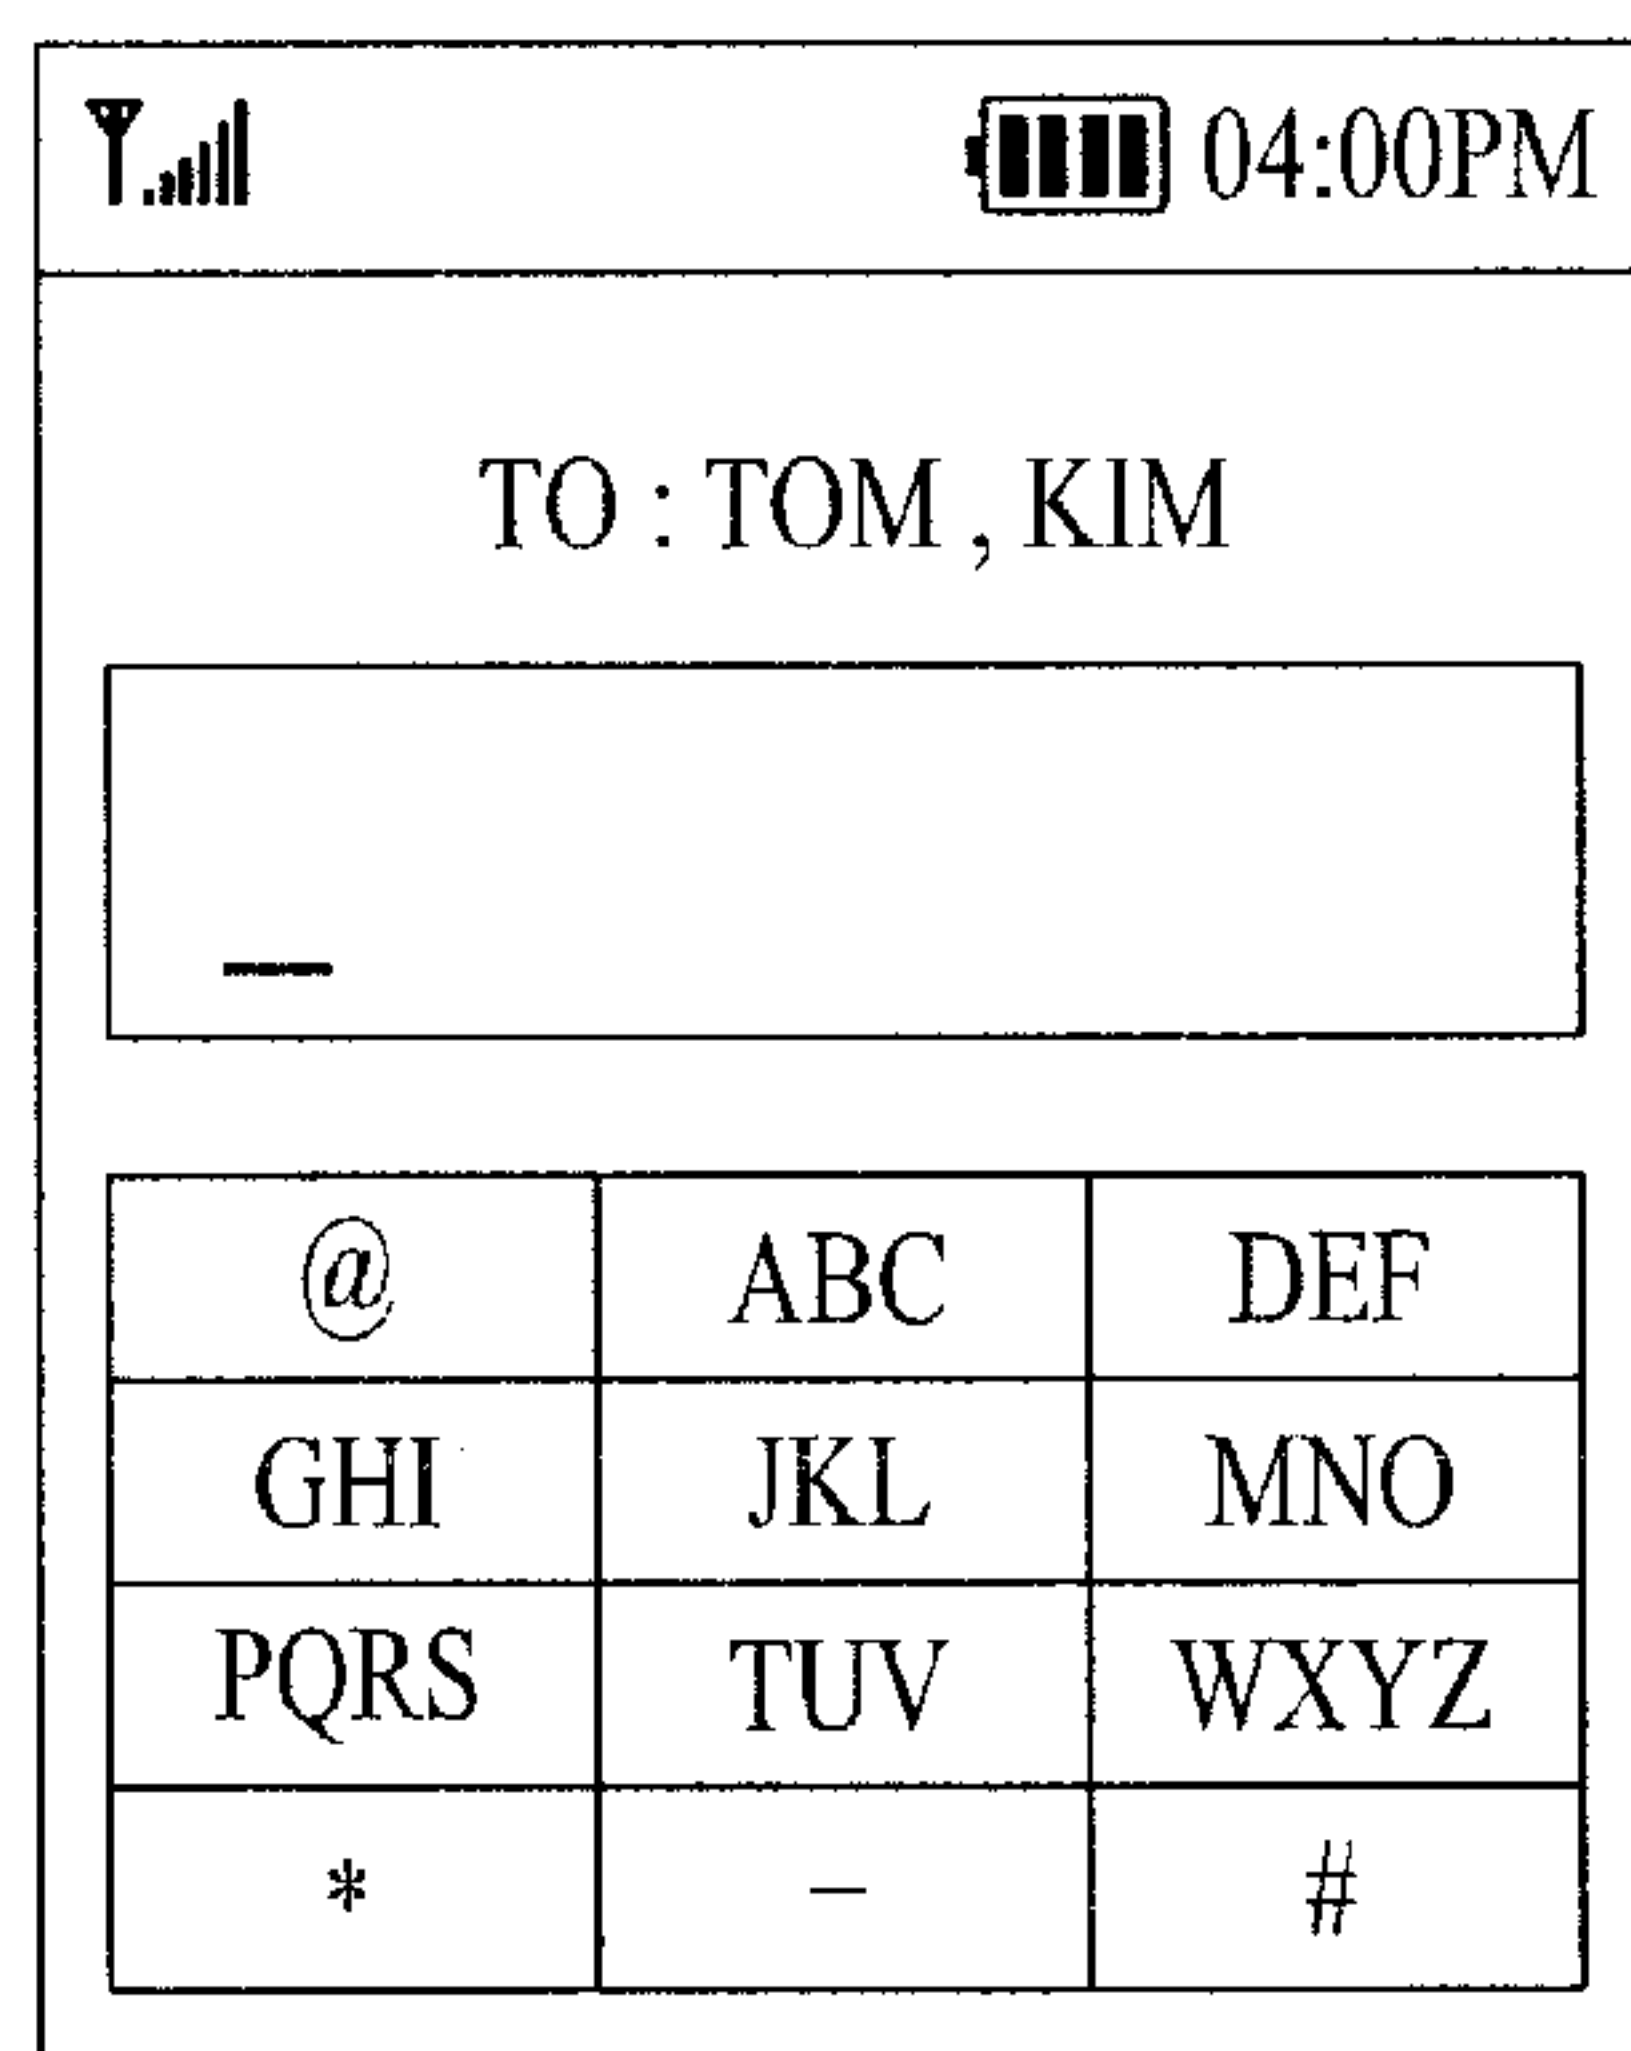 04:00PM
TO : TOM , KIM
@ ABC DEF
GHI JKL MNO
PQRS TUV WXYZ
* – #